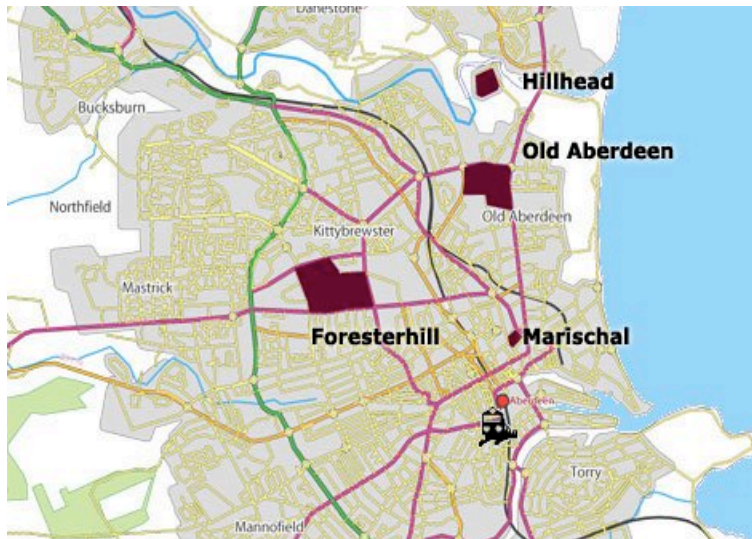 Danestone
Hillhead
Bucksburn
Old Aberdeen
Northfield
Old Aberdeen
Kittybrewster
Mastrick
Foresterhill
Marischal
Aberdeen
Torry
Mannofield